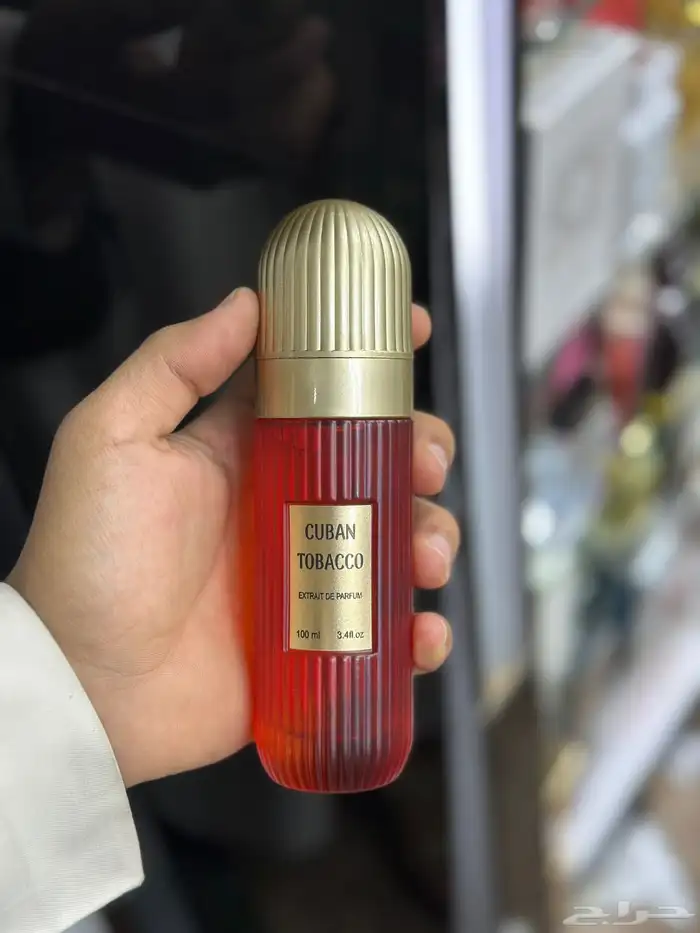 CUBAN
TOBACCO
EXTRAIT DE PARFUM
100 ml 3.4fl.oz
حراج